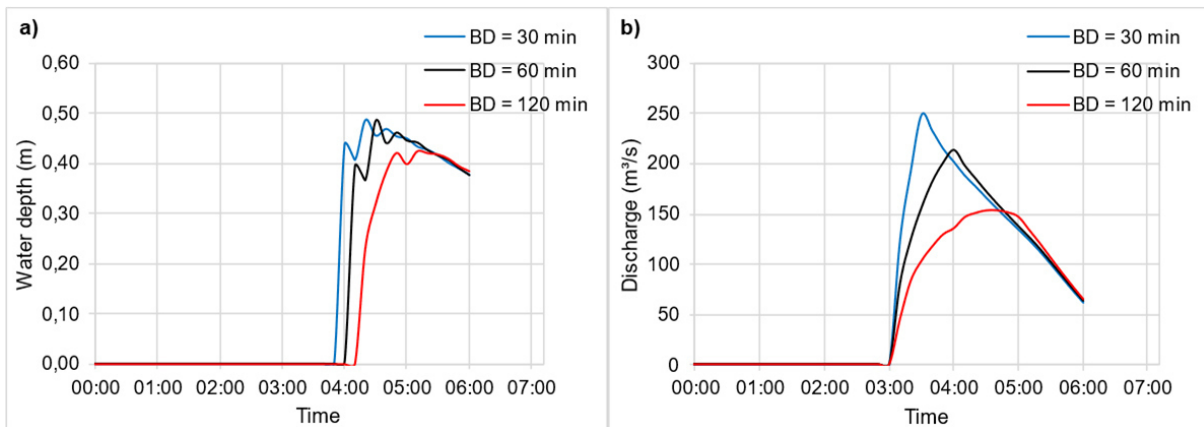 a)
BD = 30 min
BD = 60 min
BD = 120 min
0,60
0,50
0,40
0,30
0,20
0,10
0,00
Water depth (m)
00:00 01:00 02:00 03:00 04:00 05:00 06:00 07:00
Time
b)
BD = 30 min
BD = 60 min
BD = 120 min
300
250
200
150
100
50
0
Discharge (m³/s)
00:00 01:00 02:00 03:00 04:00 05:00 06:00 07:00
Time